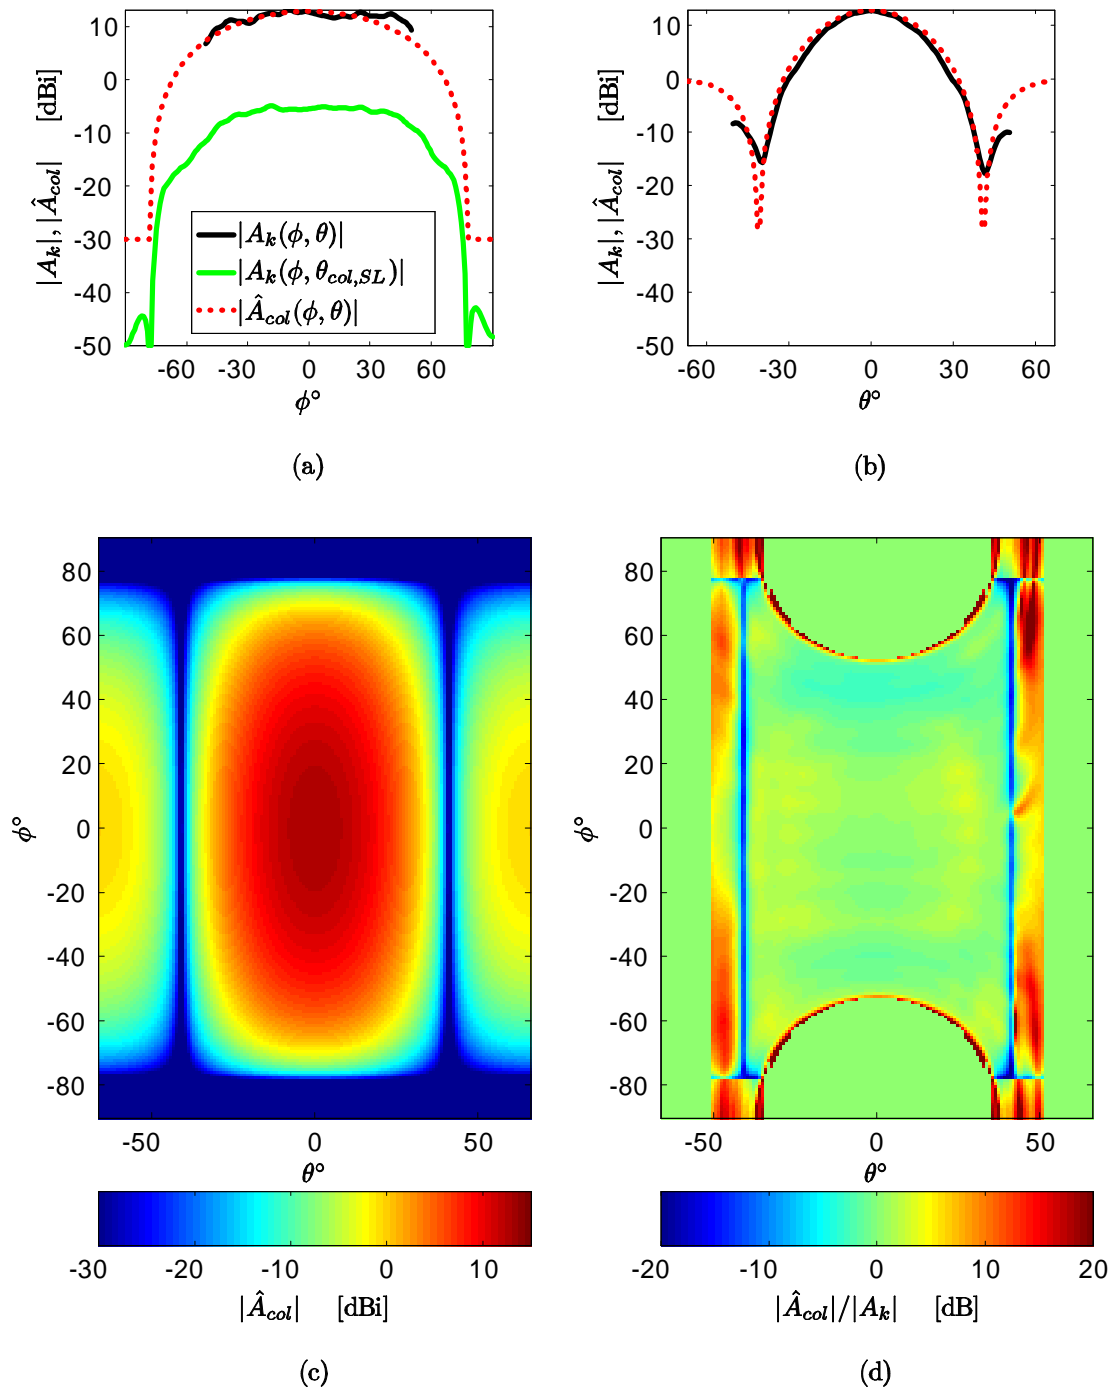 |A_k|, |Â_col| [dBi]
10
0
-10
-20
-30
-40
-50
|A_k(ϕ, θ)|
|A_k(ϕ, θ_col,SL)|
|Â_col(ϕ, θ)|
-60 -30 0 30 60
ϕ°
(a)
|A_k|, |Â_col| [dBi]
10
0
-10
-20
-30
-40
-50
-60 -30 0 30 60
θ°
(b)
ϕ°
80
60
40
20
0
-20
-40
-60
-80
-50 0 50
θ°
-30 -20 -10 0 10
|Â_col| [dBi]
(c)
ϕ°
80
60
40
20
0
-20
-40
-60
-80
-50 0 50
θ°
-20 -10 0 10 20
|Â_col|/|A_k| [dB]
(d)